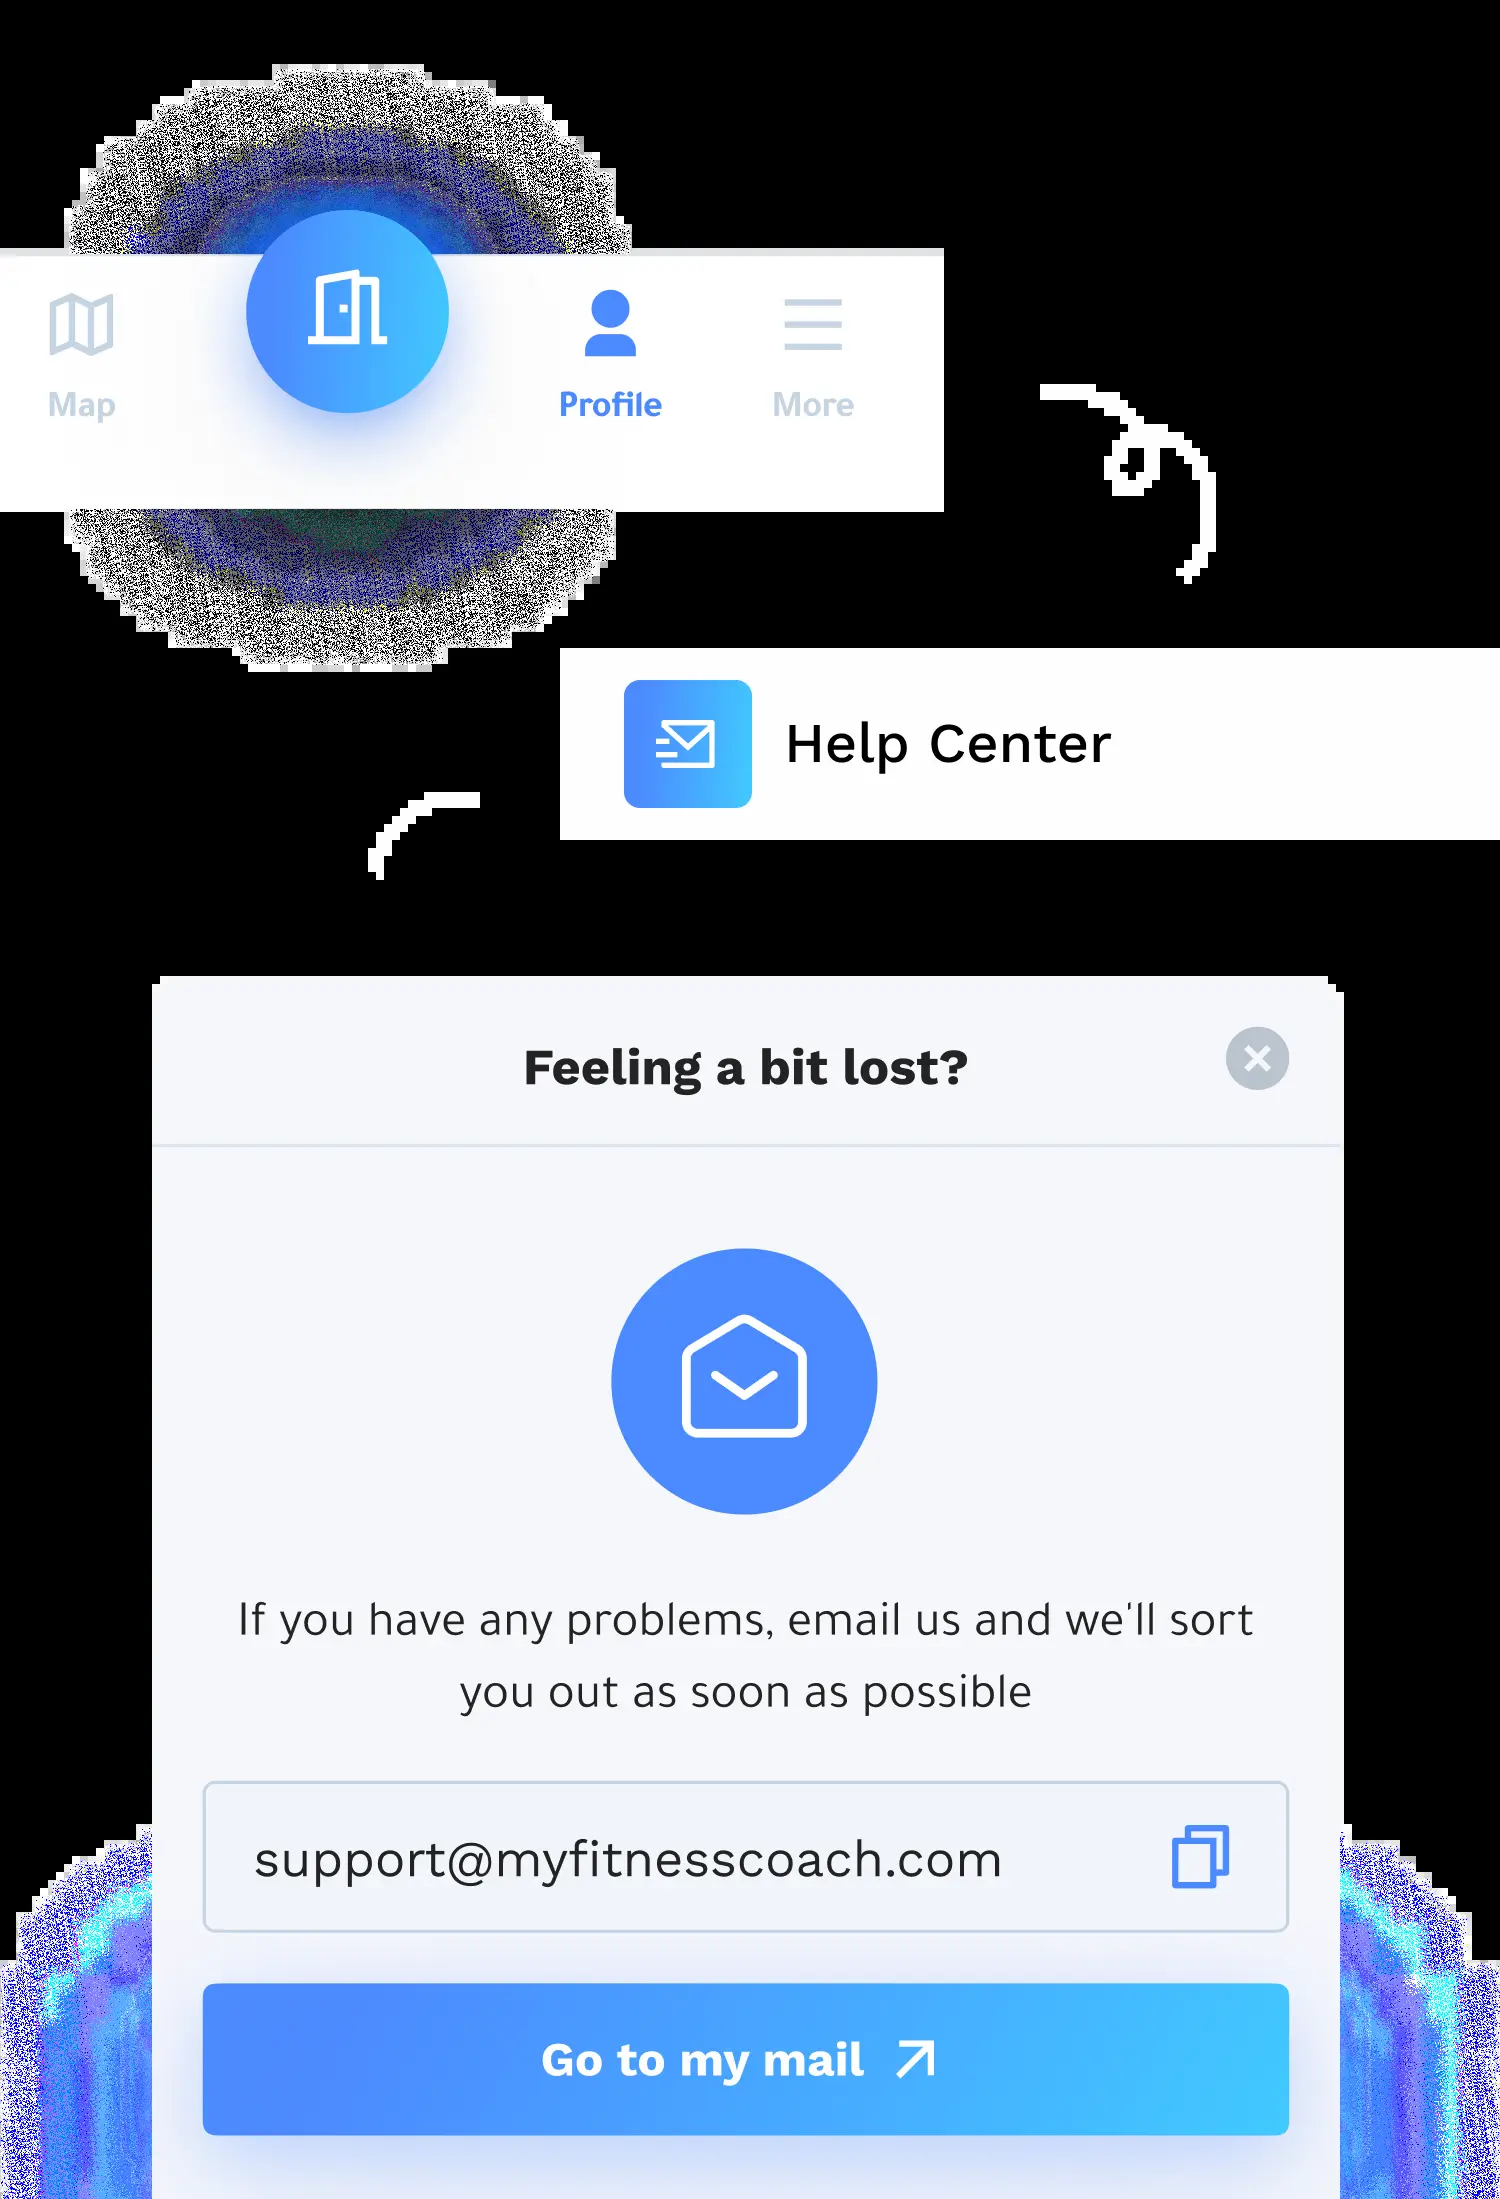 Map
Profile
More
Help Center
Feeling a bit lost?
If you have any problems, email us and we'll sort
you out as soon as possible
support@myfitnesscoach.com
Go to my mail